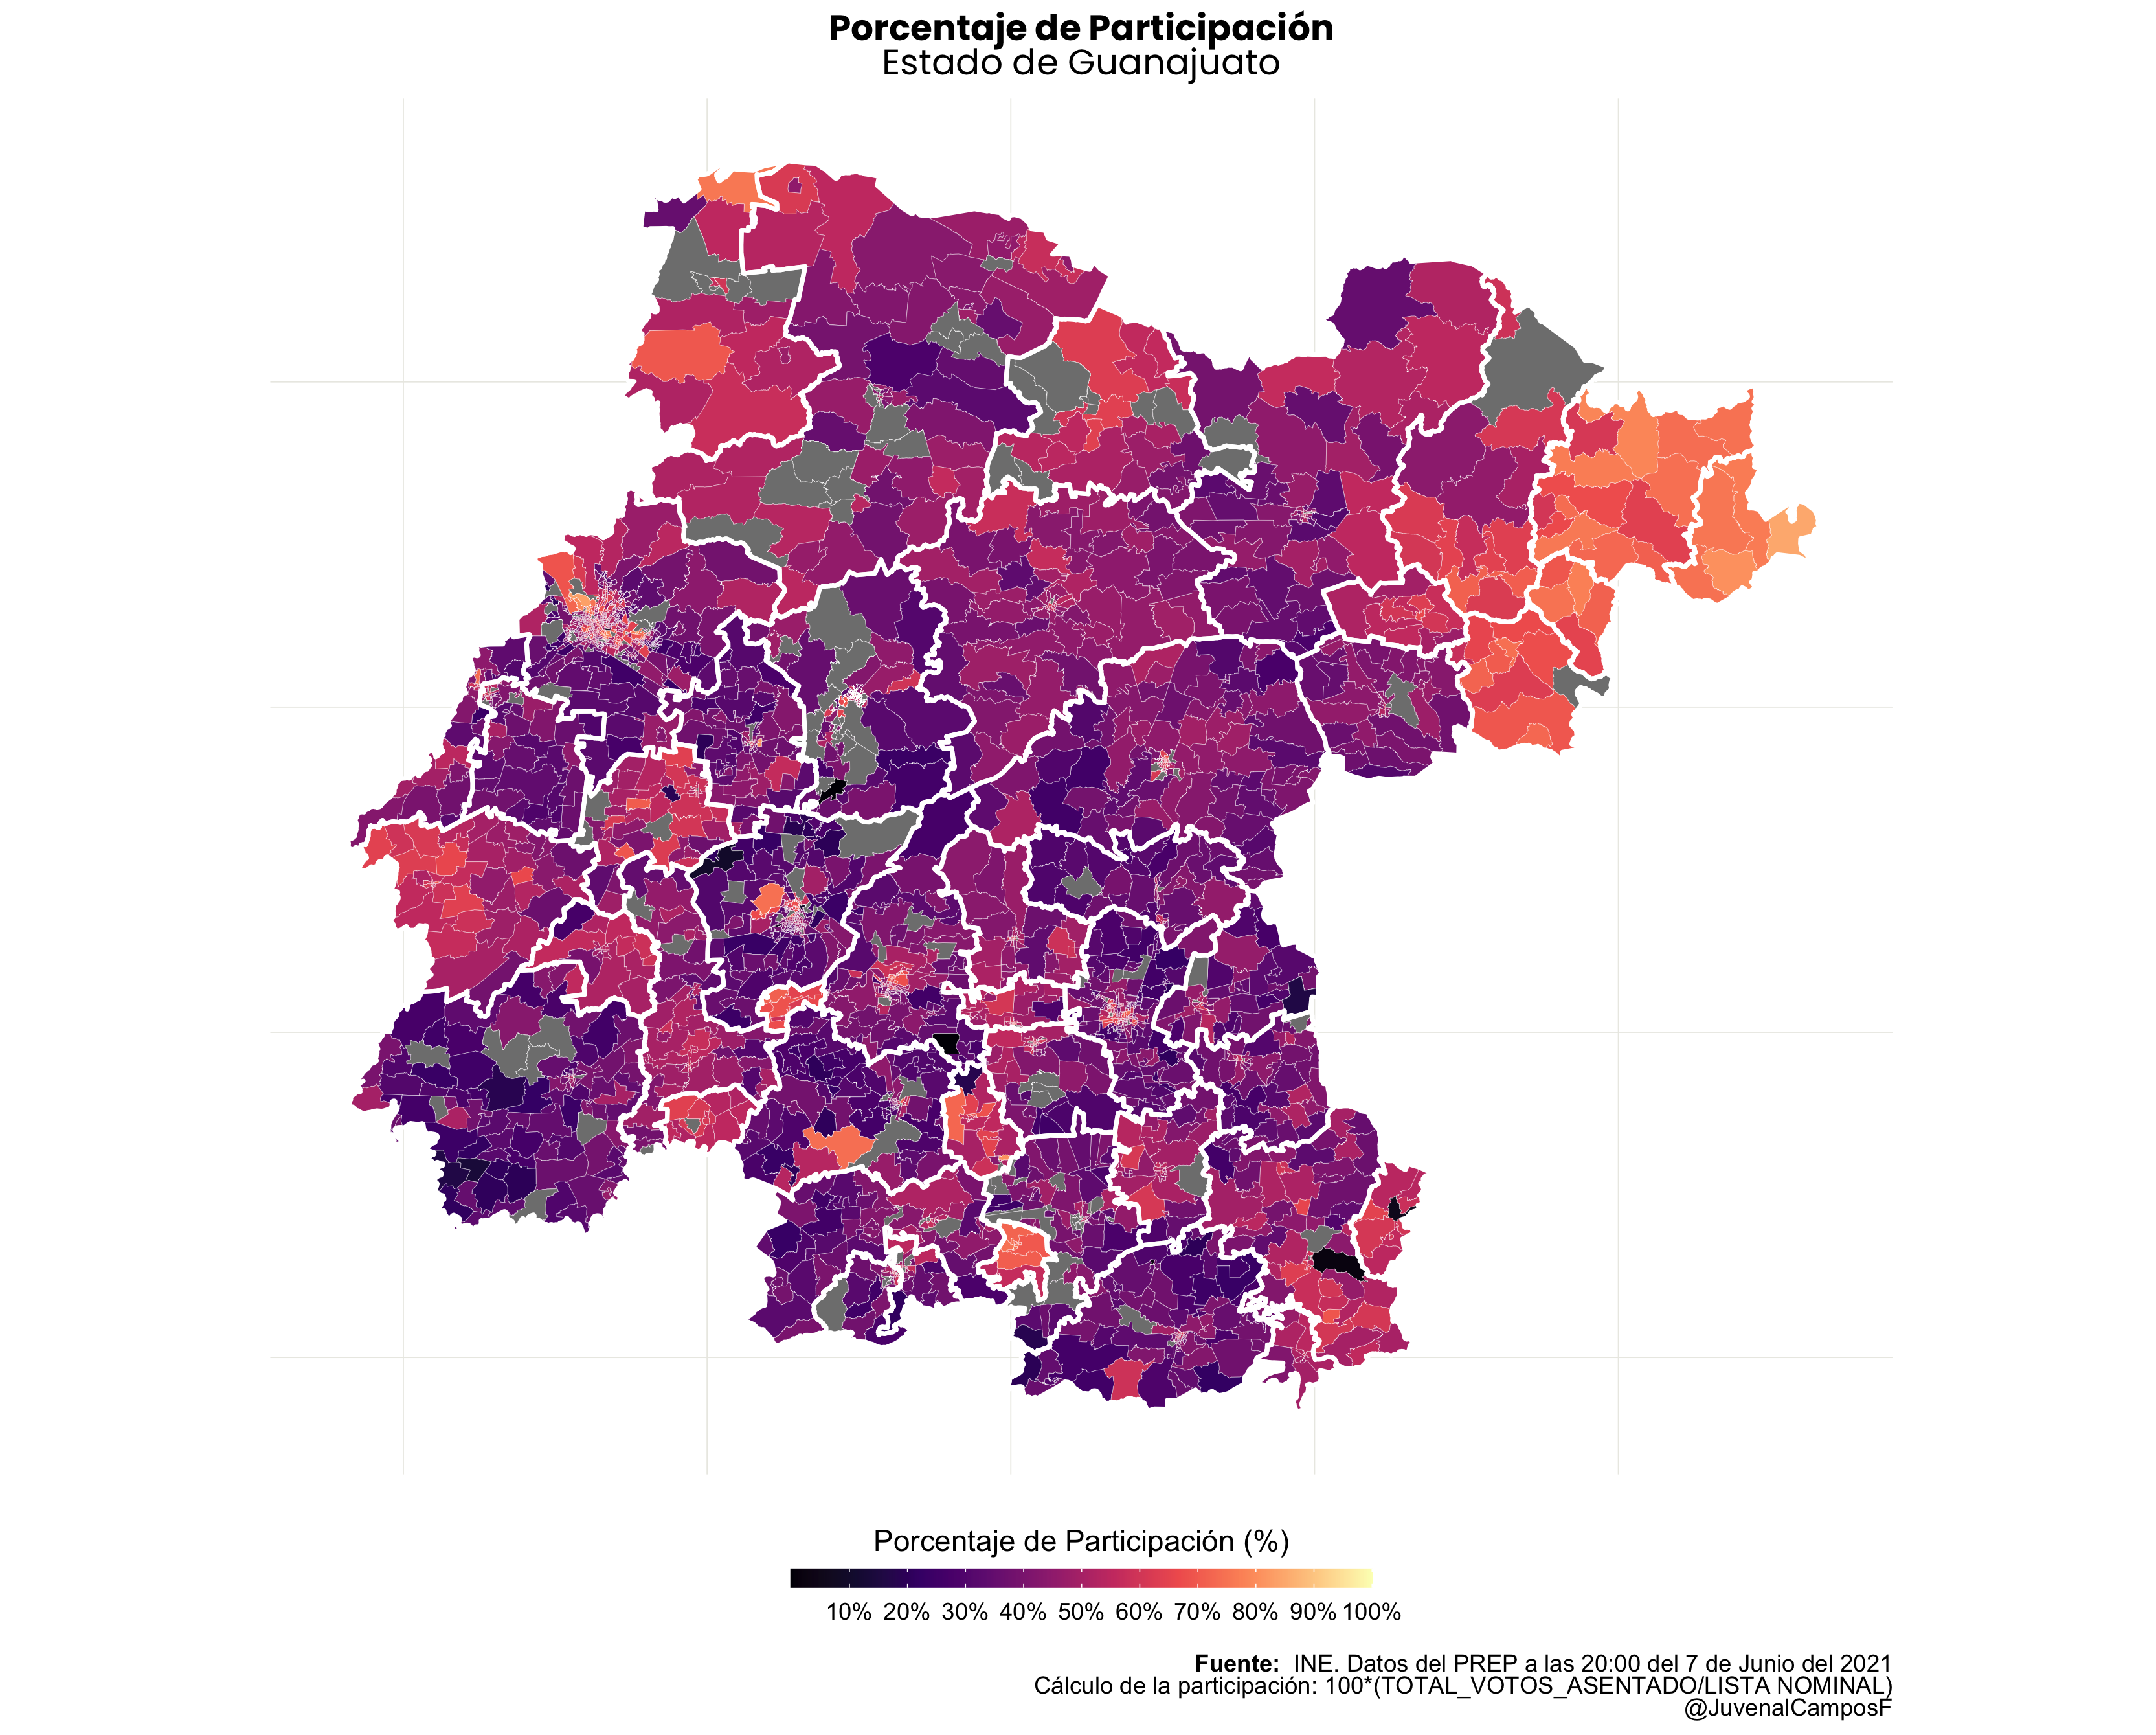 Porcentaje de Participación
Estado de Guanajuato
Porcentaje de Participación (%)
10% 20% 30% 40% 50% 60% 70% 80% 90% 100%
Fuente: INE. Datos del PREP a las 20:00 del 7 de Junio del 2021
Cálculo de la participación: 100*(TOTAL_VOTOS_ASENTADO/LISTA NOMINAL)
@JuvenalCamposF